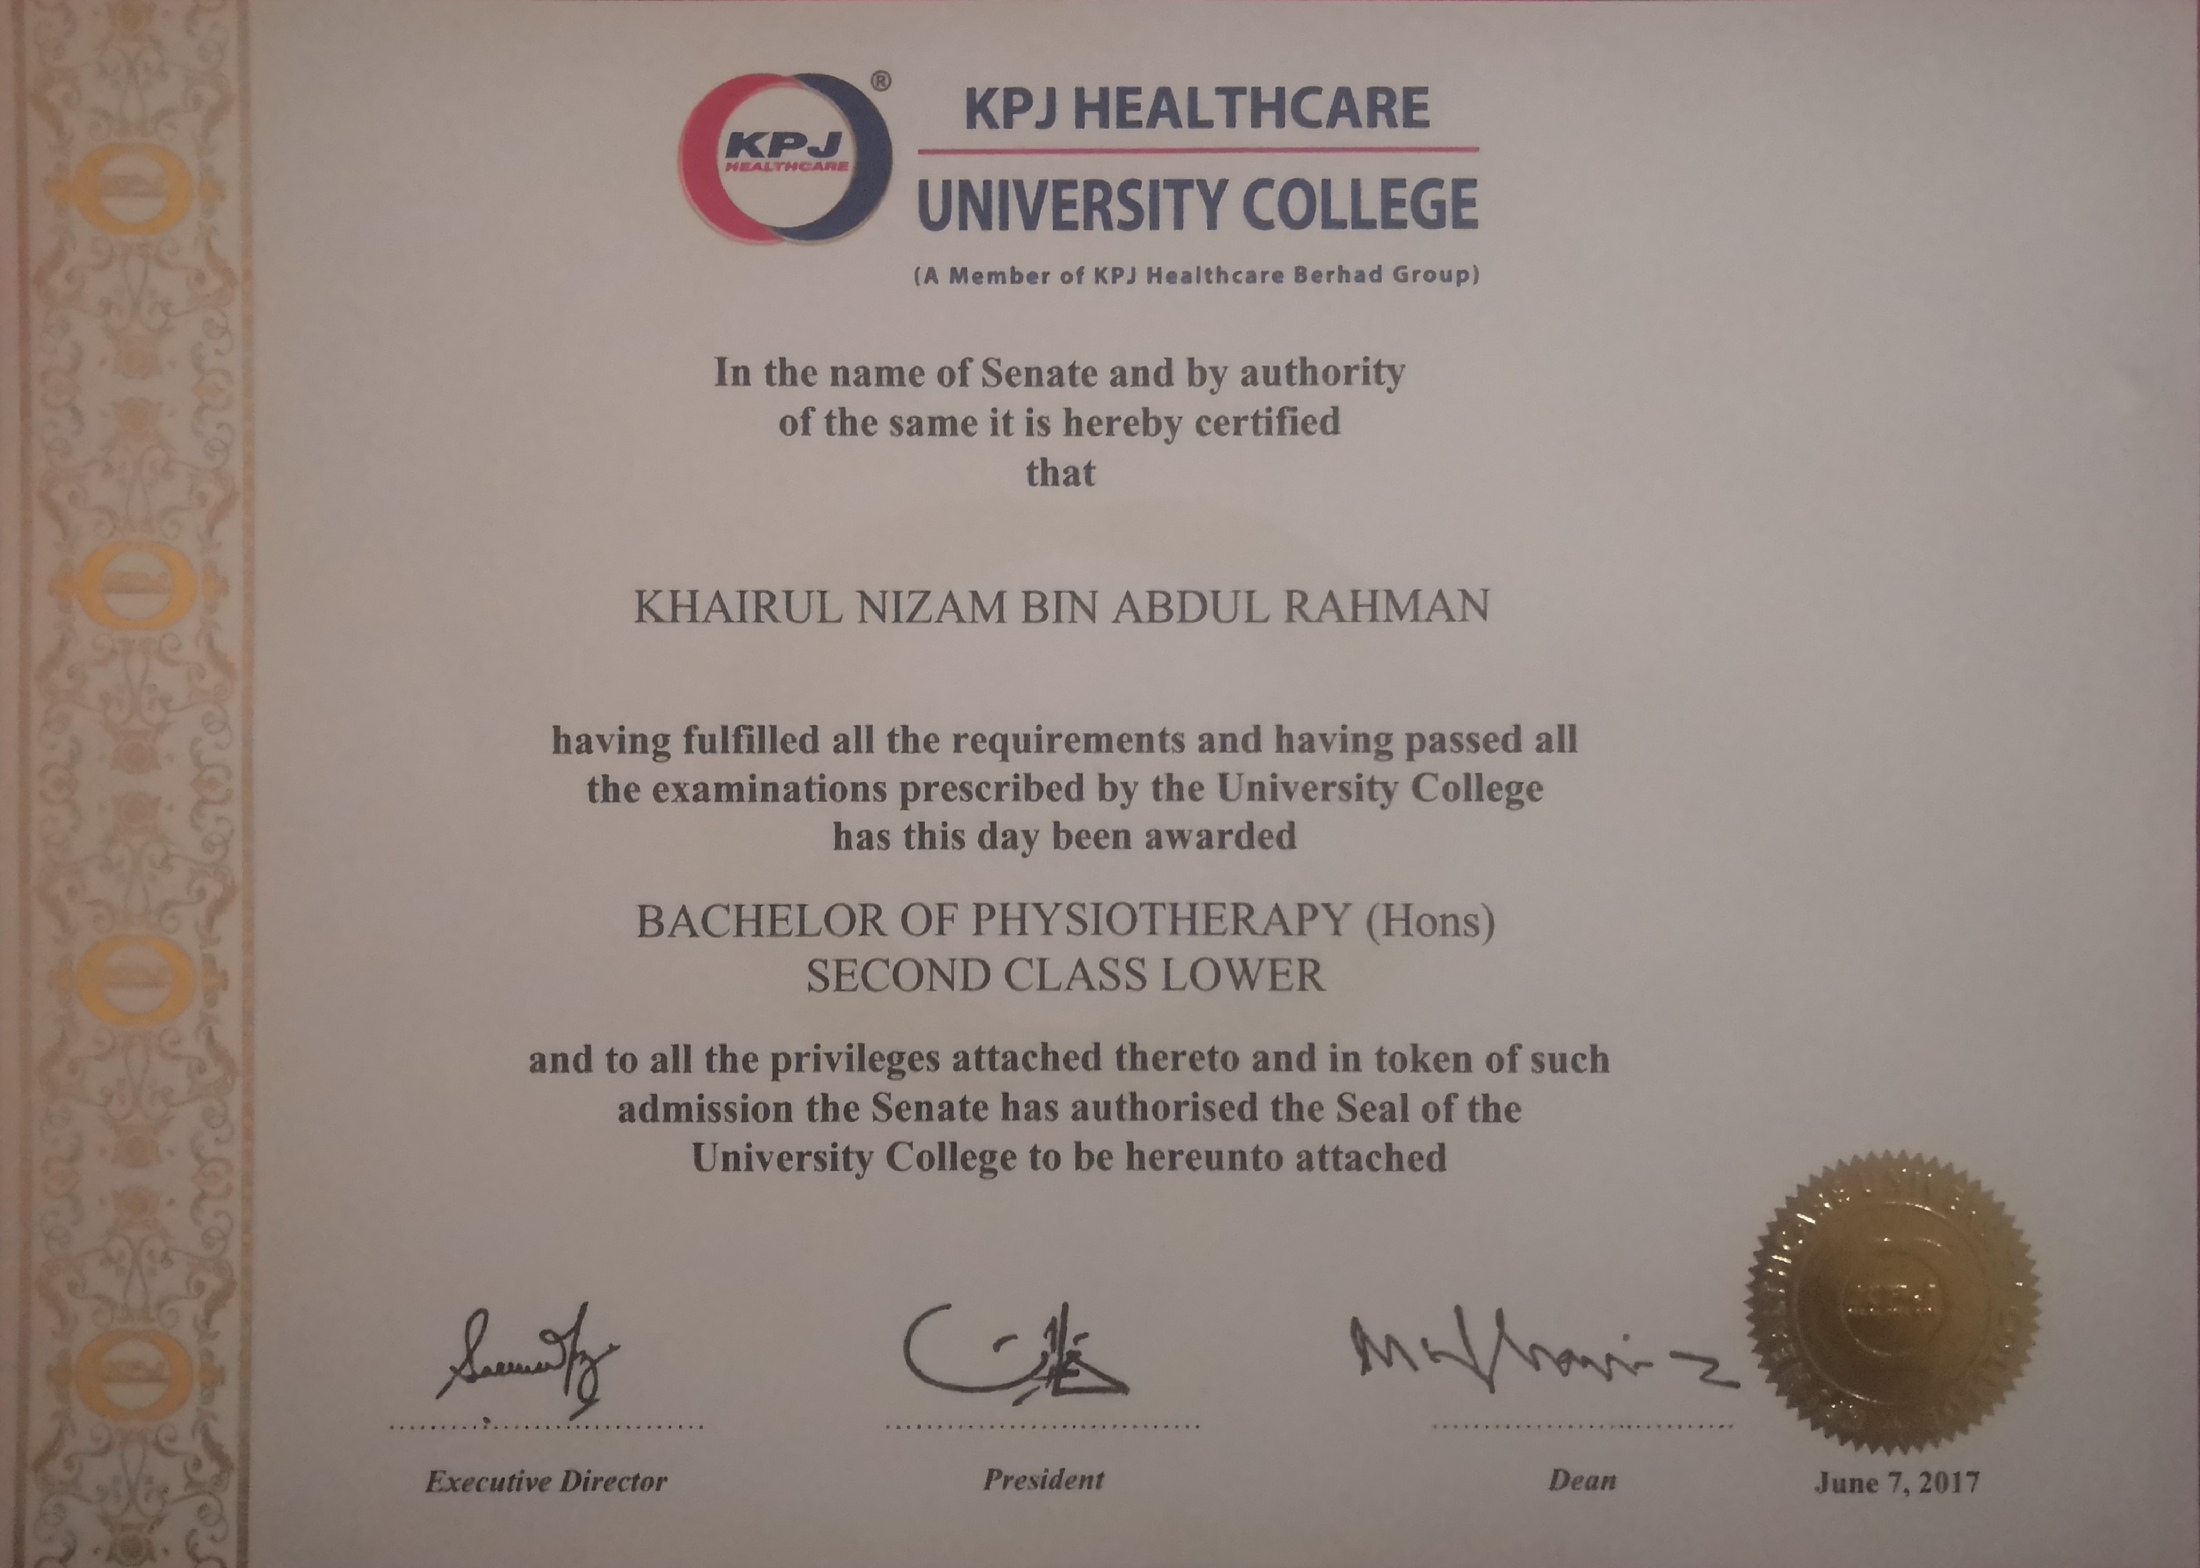 KPJ
HEALTHCARE
®
KPJ HEALTHCARE
UNIVERSITY COLLEGE
(A Member of KPJ Healthcare Berhad Group)
In the name of Senate and by authority
of the same it is hereby certified
that
KHAIRUL NIZAM BIN ABDUL RAHMAN
having fulfilled all the requirements and having passed all
the examinations prescribed by the University College
has this day been awarded
BACHELOR OF PHYSIOTHERAPY (Hons)
SECOND CLASS LOWER
and to all the privileges attached thereto and in token of such
admission the Senate has authorised the Seal of the
University College to be hereunto attached
KPJ
Executive Director
President
Dean
June 7, 2017